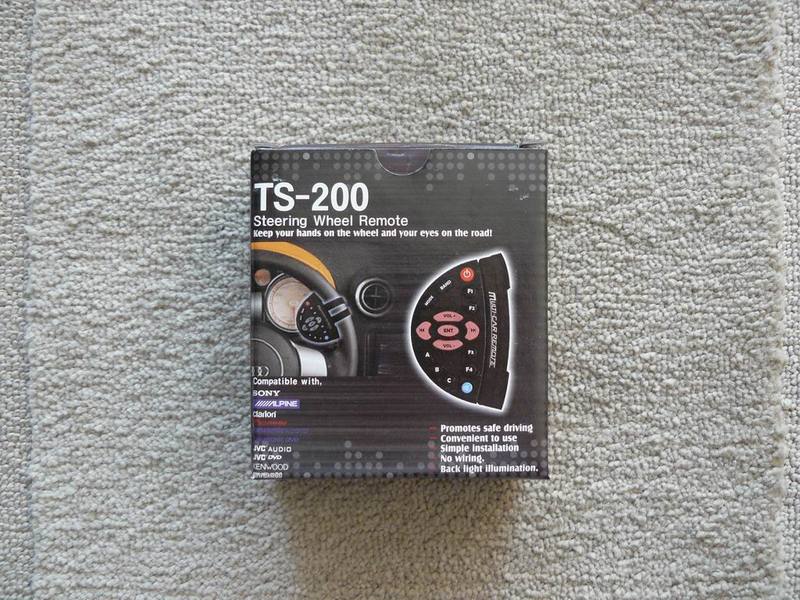 TS-200
Steering Wheel Remote
Keep your hands on the wheel and your eyes on the road!
MODE
BAND
F1
F2
VOL+
ENT
VOL-
F3
F4
A
B
C
MULTI-CAR REMOTE
Compatible with,
SONY
ALPINE
clarion
JVC AUDIO
JVC DVD
KENWOOD
Promotes safe driving
Convenient to use
Simple installation
No wiring.
Back light illumination.